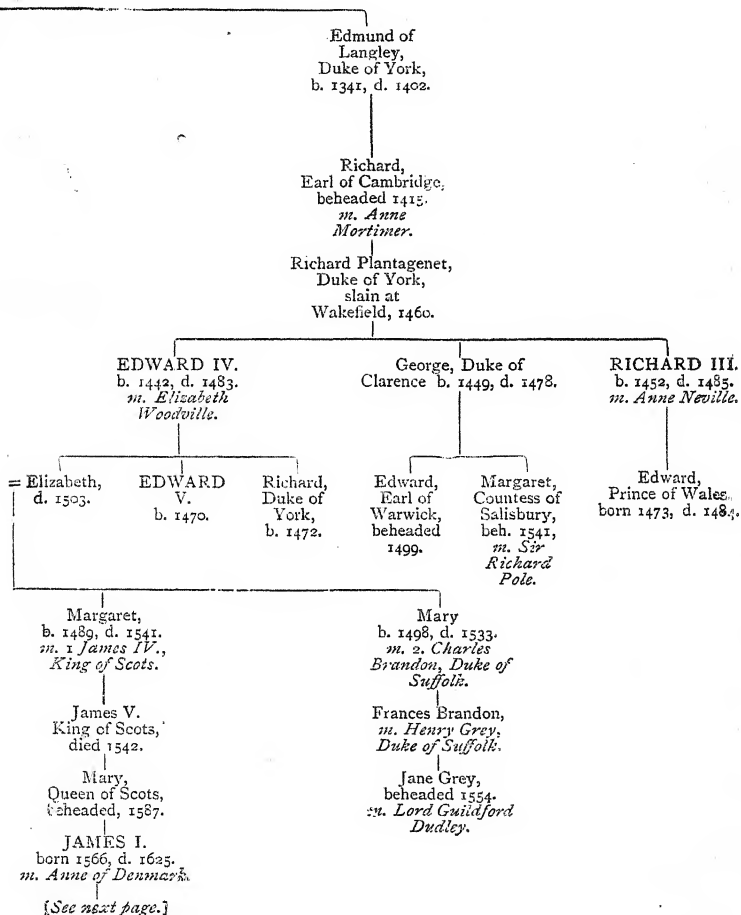 Edmund of
Langley,
Duke of York,
b. 1341, d. 1402.
Richard,
Earl of Cambridge,
beheaded 1415.
m. Anne
Mortimer.
Richard Plantagenet,
Duke of York,
slain at
Wakefield, 1460.
EDWARD IV.
b. 1442, d. 1483.
m. Elizabeth
Woodville.
George, Duke of
Clarence b. 1449, d. 1478.
RICHARD III.
b. 1452, d. 1485.
m. Anne Neville.
= Elizabeth,
d. 1503.
EDWARD
V.
b. 1470.
Richard,
Duke of
York,
b. 1472.
Edward,
Earl of
Warwick,
beheaded
1499.
Margaret,
Countess of
Salisbury,
beh. 1541,
m. Sir
Richard
Pole.
Edward,
Prince of Wales,
born 1473, d.
Margaret,
b. 1489, d. 1541.
m. 1 James IV.,
King of Scots.
Mary
b. 1498, d. 1533.
m. 2. Charles
Brandon, Duke of
Suffolk.
James V.
King of Scots,
died 1542.
Frances Brandon,
m. Henry Grey,
Duke of Suffolk.
Mary,
Queen of Scots,
beheaded, 1587.
Jane Grey,
beheaded 1554.
m. Lord Guildford
Dudley.
JAMES I.
born 1566, d. 1625.
m. Anne of Denmark.
[See next page.]